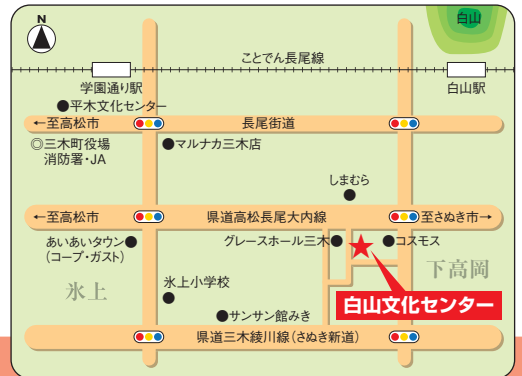 N
白山
ことでん長尾線
学園通り駅
白山駅
●平木文化センター
←至高松市
長尾街道
◎三木町役場
消防署・JA
●マルナカ三木店
しまむら
●
←至高松市
県道高松長尾大内線
至さぬき市→
あいあいタウン●
(コープ・ガスト)
グレースホール三木●
★
●コスモス
下高岡
氷上
氷上小学校
●
白山文化センター
●サンサン館みき
県道三木綾川線(さぬき新道)